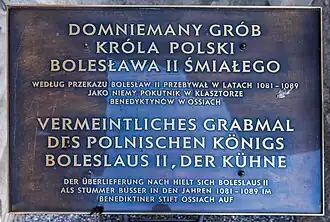 DOMNIEMANY GRÓB
KRÓLA POLSKI
BOLESŁAWA II ŚMIAŁEGO
WEDŁUG PRZEKAZU BOLESŁAW II PRZEBYWAŁ W LATACH 1081-1089
JAKO NIEMY POKUTNIK W KLASZTORZE
BENEDYKTYNÓW W OSSIACH
VERMEINTLICHES GRABMAL
DES POLNISCHEN KÖNIGS
BOLESLAUS II, DER KÜHNE
DER ÜBERLIEFERUNG NACH HIELT SICH BOLESLAUS II
ALS STUMMER BÜSSER IN DEN JAHREN 1081-1089 IM
BENEDIKTINER STIFT OSSIACH AUF